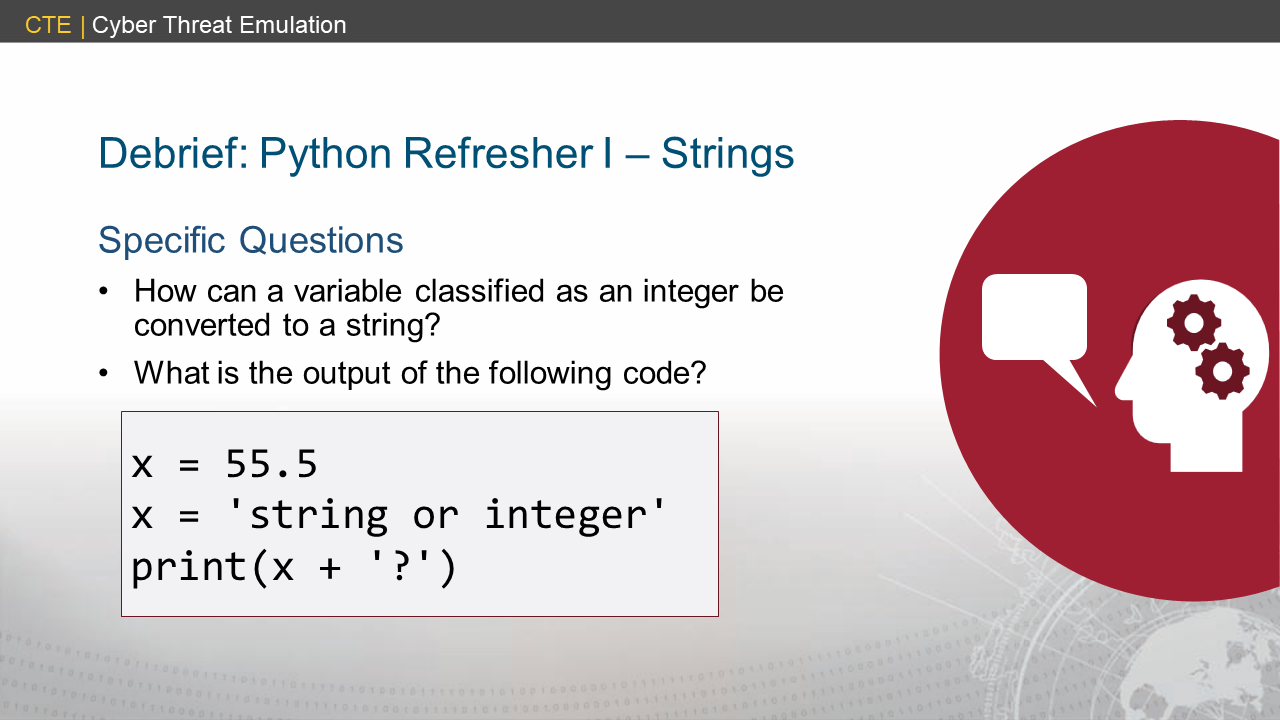 CTE | Cyber Threat Emulation
Debrief: Python Refresher I – Strings
Specific Questions
• How can a variable classified as an integer be
converted to a string?
• What is the output of the following code?
x = 55.5
x = 'string or integer'
print(x + '?')